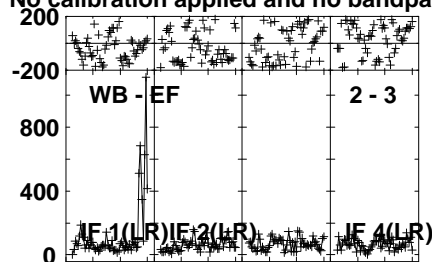 No calibration applied and no bandpa
200
-200
WB - EF 2 - 3
800
400
IF 1(LR) IF 2(LR) IF 4(LR)
0